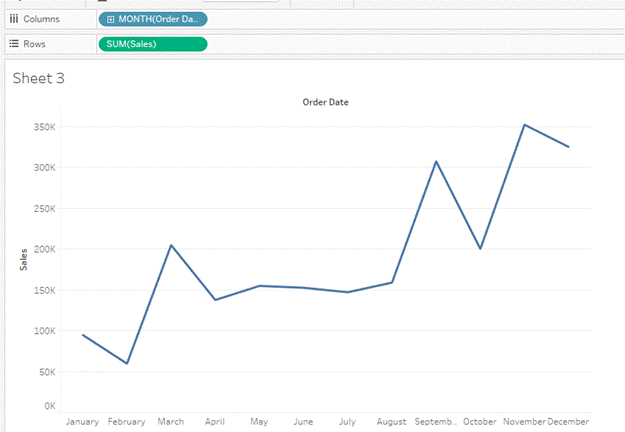 Columns
MONTH(Order Da..
Rows
SUM(Sales)
Sheet 3
Order Date
350K
300K
250K
200K
150K
100K
50K
0K
Sales
January February March April May June July August Septemb.. October November December